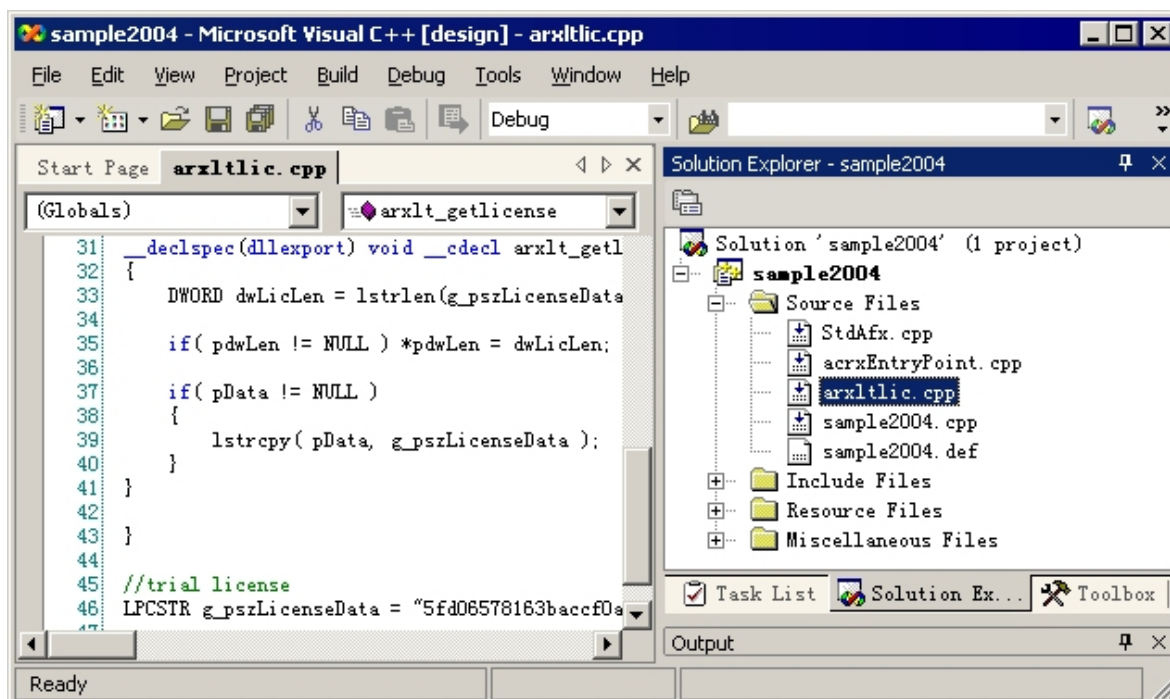 sample2004 - Microsoft Visual C++ [design] - arxltlic.cpp
File Edit View Project Build Debug Tools Window Help
Debug
Start Page arxltlic.cpp
(Globals) arxlt_getlicense
31 __declspec(dllexport) void __cdecl arxlt_getl
32 {
33 DWORD dwLicLen = lstrlen(g_pszLicenseData
34
35 if( pdwLen != NULL ) *pdwLen = dwLicLen;
36
37 if( pData != NULL )
38 {
39 lstrcpy( pData, g_pszLicenseData );
40 }
41 }
42
43 }
44
45 //trial license
46 LPCSTR g_pszLicenseData = "5fd06578163baccf0a
47
Solution Explorer - sample2004
Solution 'sample2004' (1 project)
sample2004
Source Files
StdAfx.cpp
acrxEntryPoint.cpp
arxltlic.cpp
sample2004.cpp
sample2004.def
Include Files
Resource Files
Miscellaneous Files
Task List Solution Ex... Toolbox
Output
Ready